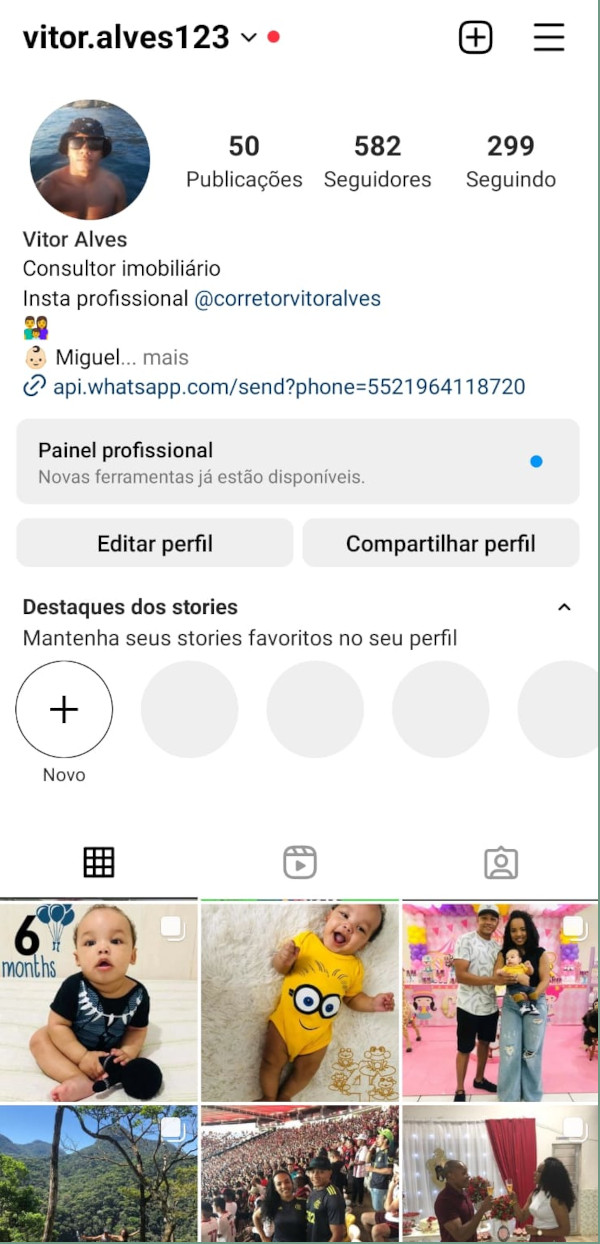 vitor.alves123
50 582 299
Publicações Seguidores Seguindo
Vitor Alves
Consultor imobiliário
Insta profissional @corretorvitoralves
Miguel... mais
api.whatsapp.com/send?phone=5521964118720
Painel profissional
Novas ferramentas já estão disponíveis.
Editar perfil Compartilhar perfil
Destaques dos stories
Mantenha seus stories favoritos no seu perfil
Novo
6
months
4